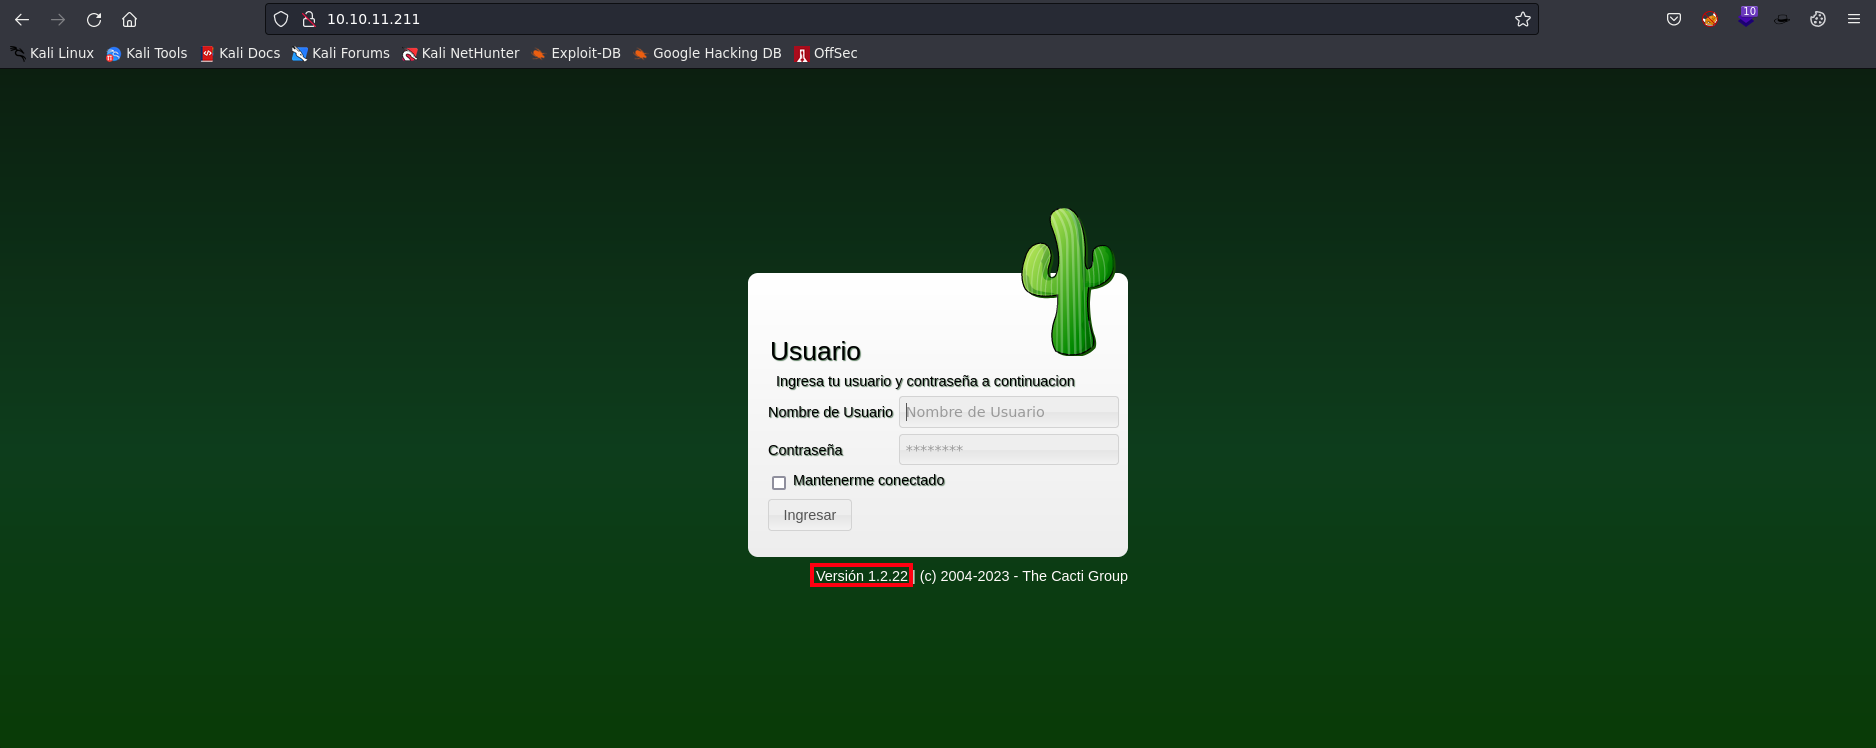 10.10.11.211
10
Kali Linux Kali Tools Kali Docs Kali Forums Kali NetHunter Exploit-DB Google Hacking DB OffSec
Usuario
Ingresa tu usuario y contraseña a continuacion
Nombre de Usuario Nombre de Usuario
Contraseña ********
Mantenerme conectado
Ingresar
Versión 1.2.22 | (c) 2004-2023 - The Cacti Group